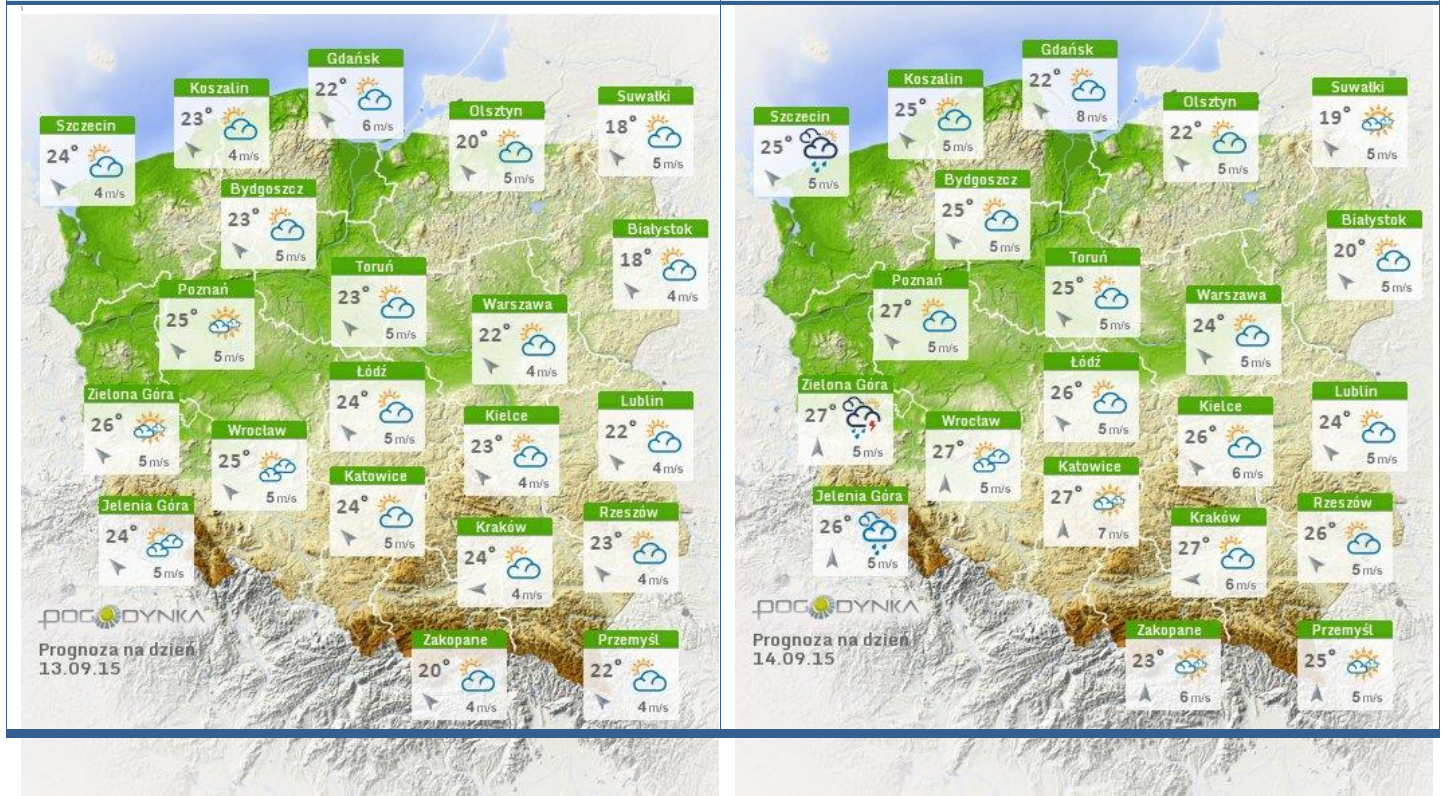 Gdańsk
22°
6 m/s
Koszalin
23°
4 m/s
Suwałki
18°
5 m/s
Olsztyn
20°
5 m/s
Szczecin
24°
4 m/s
Bydgoszcz
23°
5 m/s
Białystok
18°
4 m/s
Toruń
23°
5 m/s
Poznań
25°
5 m/s
Warszawa
22°
4 m/s
Łódź
24°
5 m/s
Zielona Góra
26°
5 m/s
Lublin
22°
4 m/s
Kielce
23°
4 m/s
Wrocław
25°
5 m/s
Katowice
24°
5 m/s
Jelenia Góra
24°
5 m/s
Rzeszów
23°
4 m/s
Kraków
24°
4 m/s
Zakopane
20°
4 m/s
Przemyśl
22°
4 m/s
POGODYNKA
Prognoza na dzień
13.09.15
Gdańsk
22°
8 m/s
Koszalin
25°
5 m/s
Suwałki
19°
5 m/s
Olsztyn
22°
5 m/s
Szczecin
25°
5 m/s
Bydgoszcz
25°
5 m/s
Białystok
20°
5 m/s
Toruń
25°
5 m/s
Poznań
27°
5 m/s
Warszawa
24°
5 m/s
Łódź
26°
5 m/s
Zielona Góra
27°
5 m/s
Lublin
24°
5 m/s
Kielce
26°
6 m/s
Wrocław
27°
5 m/s
Katowice
27°
7 m/s
Jelenia Góra
26°
5 m/s
Rzeszów
26°
5 m/s
Kraków
27°
6 m/s
Zakopane
23°
6 m/s
Przemyśl
25°
5 m/s
POGODYNKA
Prognoza na dzień
14.09.15